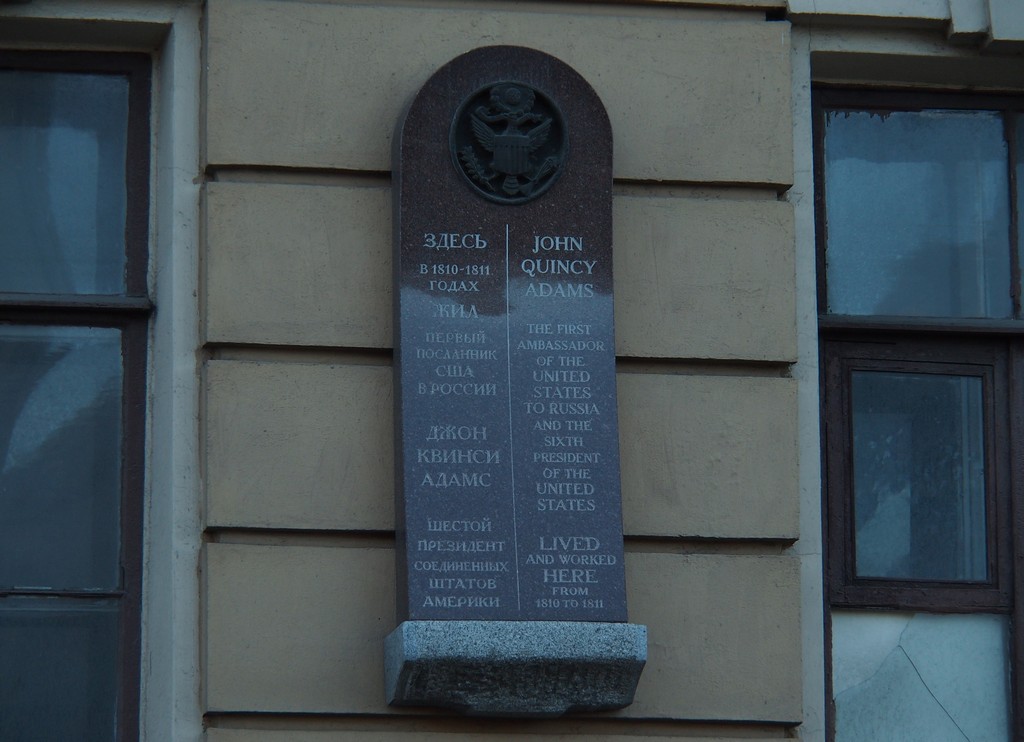 ЗДЕСЬ
В 1810-1811
ГОДАХ
ЖИЛ
ПЕРВЫЙ
ПОСЛАННИК
США
В РОССИИ
ДЖОН
КВИНСИ
АДАМС
ШЕСТОЙ
ПРЕЗИДЕНТ
СОЕДИНЕННЫХ
ШТАТОВ
АМЕРИКИ
JOHN
QUINCY
ADAMS
THE FIRST
AMBASSADOR
OF THE
UNITED
STATES
TO RUSSIA
AND THE
SIXTH
PRESIDENT
OF THE
UNITED
STATES
LIVED
AND WORKED
HERE
FROM
1810 TO 1811